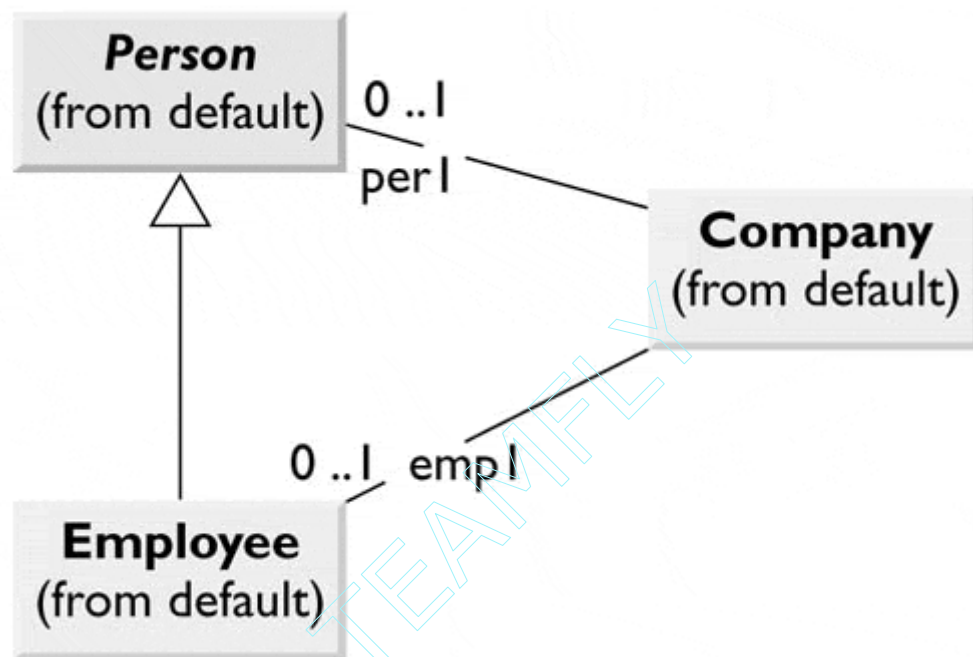 Person
(from default)
0 ..1
per1
Company
(from default)
0 ..1 emp1
Employee
(from default)
TEAMFLY